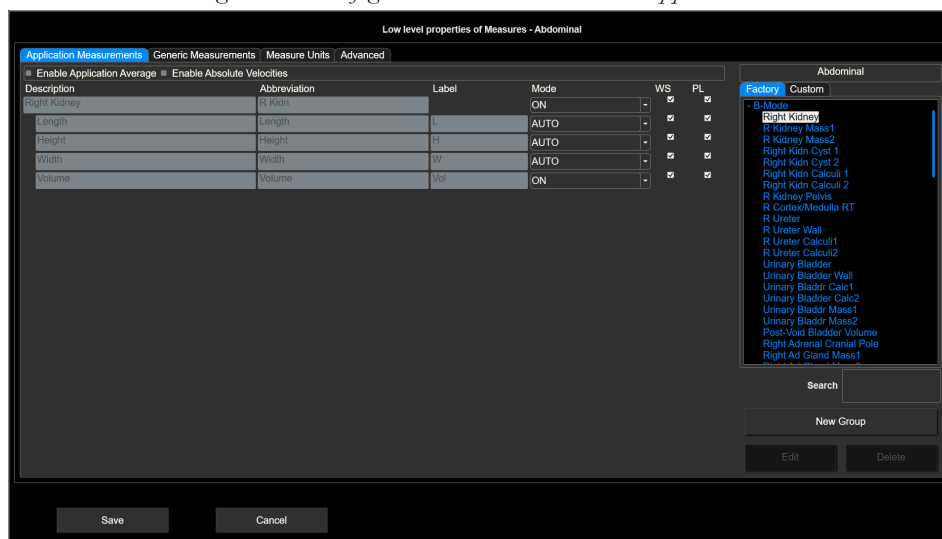 Low level properties of Measures - Abdominal
Application Measurements Generic Measurements Measure Units Advanced
Enable Application Average Enable Absolute Velocities
Description Abbreviation Label Mode WS PL
Right Kidney R Kidn ON
Length Length L AUTO
Height Height H AUTO
Width Width W AUTO
Volume Volume Vol ON
Abdominal
Factory Custom
- B-Mode
Right Kidney
R Kidney Mass1
R Kidney Mass2
Right Kidn Cyst 1
Right Kidn Cyst 2
Right Kidn Calculi 1
Right Kidn Calculi 2
R Kidney Pelvis
R Cortex/Medulla RT
R Ureter
R Ureter Wall
R Ureter Calculi1
R Ureter Calculi2
Urinary Bladder
Urinary Bladder Wall
Urinary Bladdr Calc1
Urinary Bladder Calc2
Urinary Bladdr Mass1
Urinary Bladdr Mass2
Post-Void Bladder Volume
Right Adrenal Cranial Pole
Right Ad Gland Mass1
Search
New Group
Edit Delete
Save Cancel